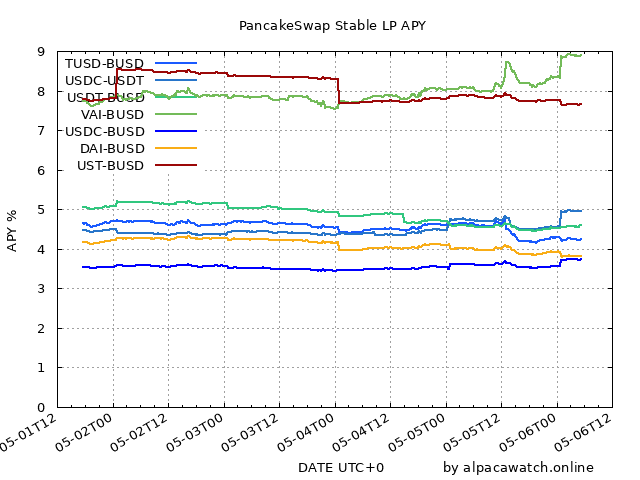 PancakeSwap Stable LP APY
9
8
7
6
5
4
3
2
1
0
APY %
TUSD-BUSD
USDC-USDT
USDT-BUSD
VAI-BUSD
USDC-BUSD
DAI-BUSD
UST-BUSD
05-01T12
05-02T00
05-02T12
05-03T00
05-03T12
05-04T00
05-04T12
05-05T00
05-05T12
05-06T00
05-06T12
DATE UTC+0
by alpacawatch.online